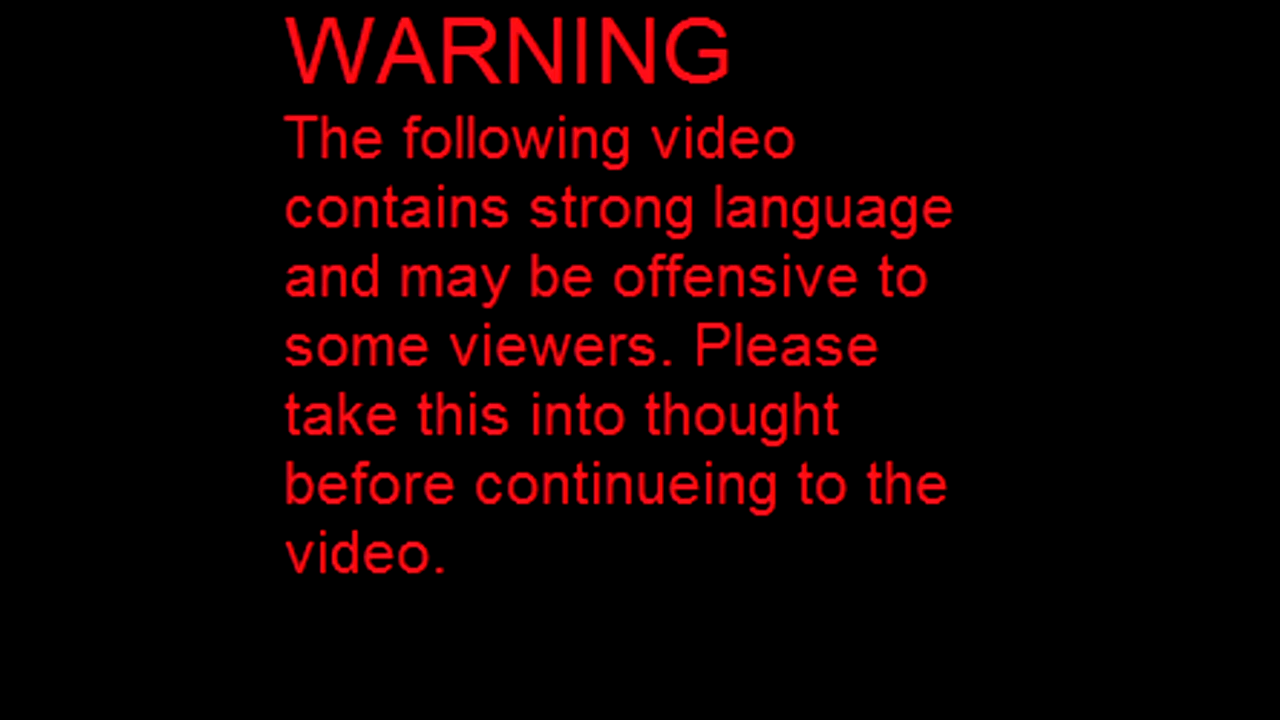 WARNING
The following video
contains strong language
and may be offensive to
some viewers. Please
take this into thought
before continueing to the
video.